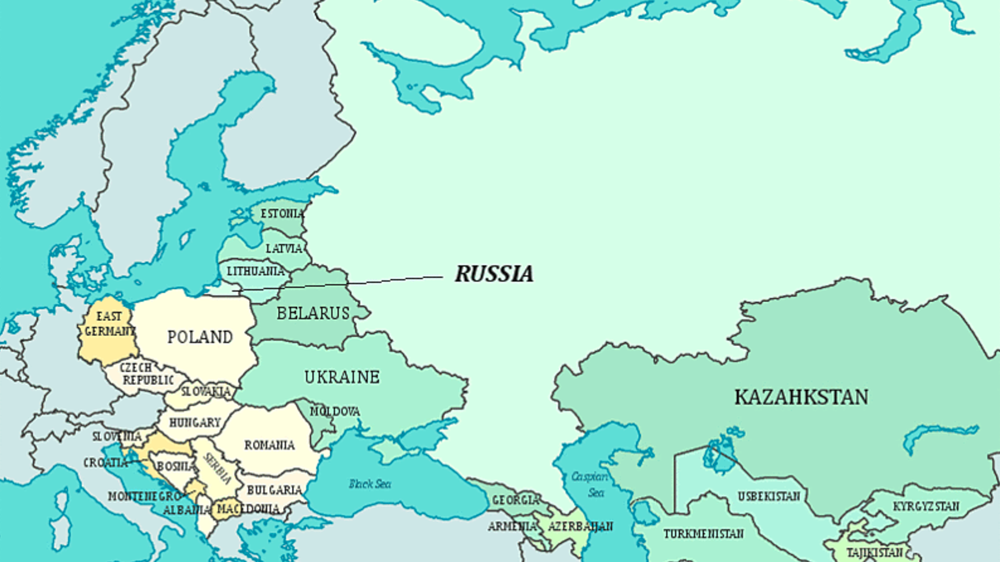 ESTONIA
LATVIA
LITHUANIA
RUSSIA
BELARUS
EAST
GERMANY
POLAND
CZECH
REPUBLIC
SLOVAKIA
UKRAINE
KAZAHKSTAN
MOLDOVA
HUNGARY
SLOVENIA
ROMANIA
CROATIA
BOSNIA
SERBIA
Black Sea
Caspian
Sea
BULGARIA
MONTENEGRO
ALBANIA
MACEDONIA
GEORGIA
USBEKISTAN
KYRGYZSTAN
ARMENIA
AZERBAIJAN
TURKMENISTAN
TAJIKISTAN